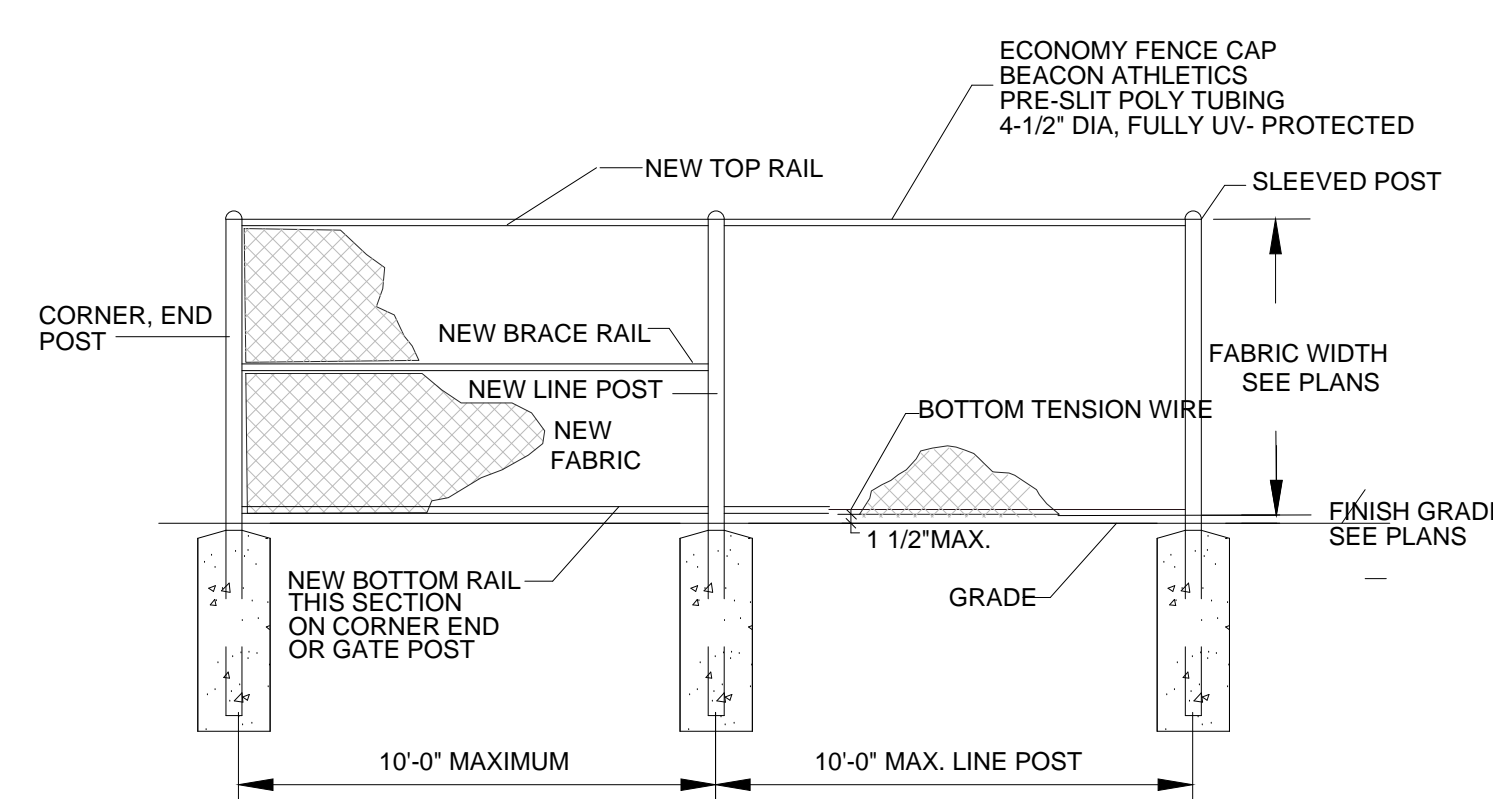 ECONOMY FENCE CAP
BEACON ATHLETICS
PRE-SLIT POLY TUBING
4-1/2" DIA, FULLY UV- PROTECTED
NEW TOP RAIL
SLEEVED POST
CORNER, END
POST
NEW BRACE RAIL
FABRIC WIDTH
SEE PLANS
NEW LINE POST
BOTTOM TENSION WIRE
NEW
FABRIC
FINISH GRADE
SEE PLANS
1 1/2"MAX.
NEW BOTTOM RAIL
THIS SECTION
ON CORNER END
OR GATE POST
GRADE
10'-0" MAXIMUM
10'-0" MAX. LINE POST